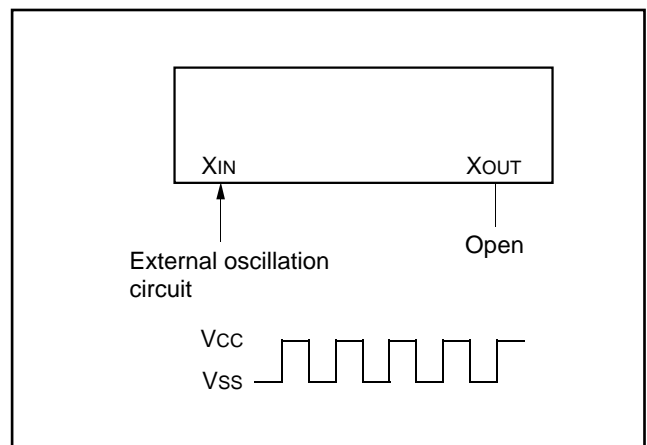 XIN XOUT
External oscillation
circuit
Open
VCC
VSS